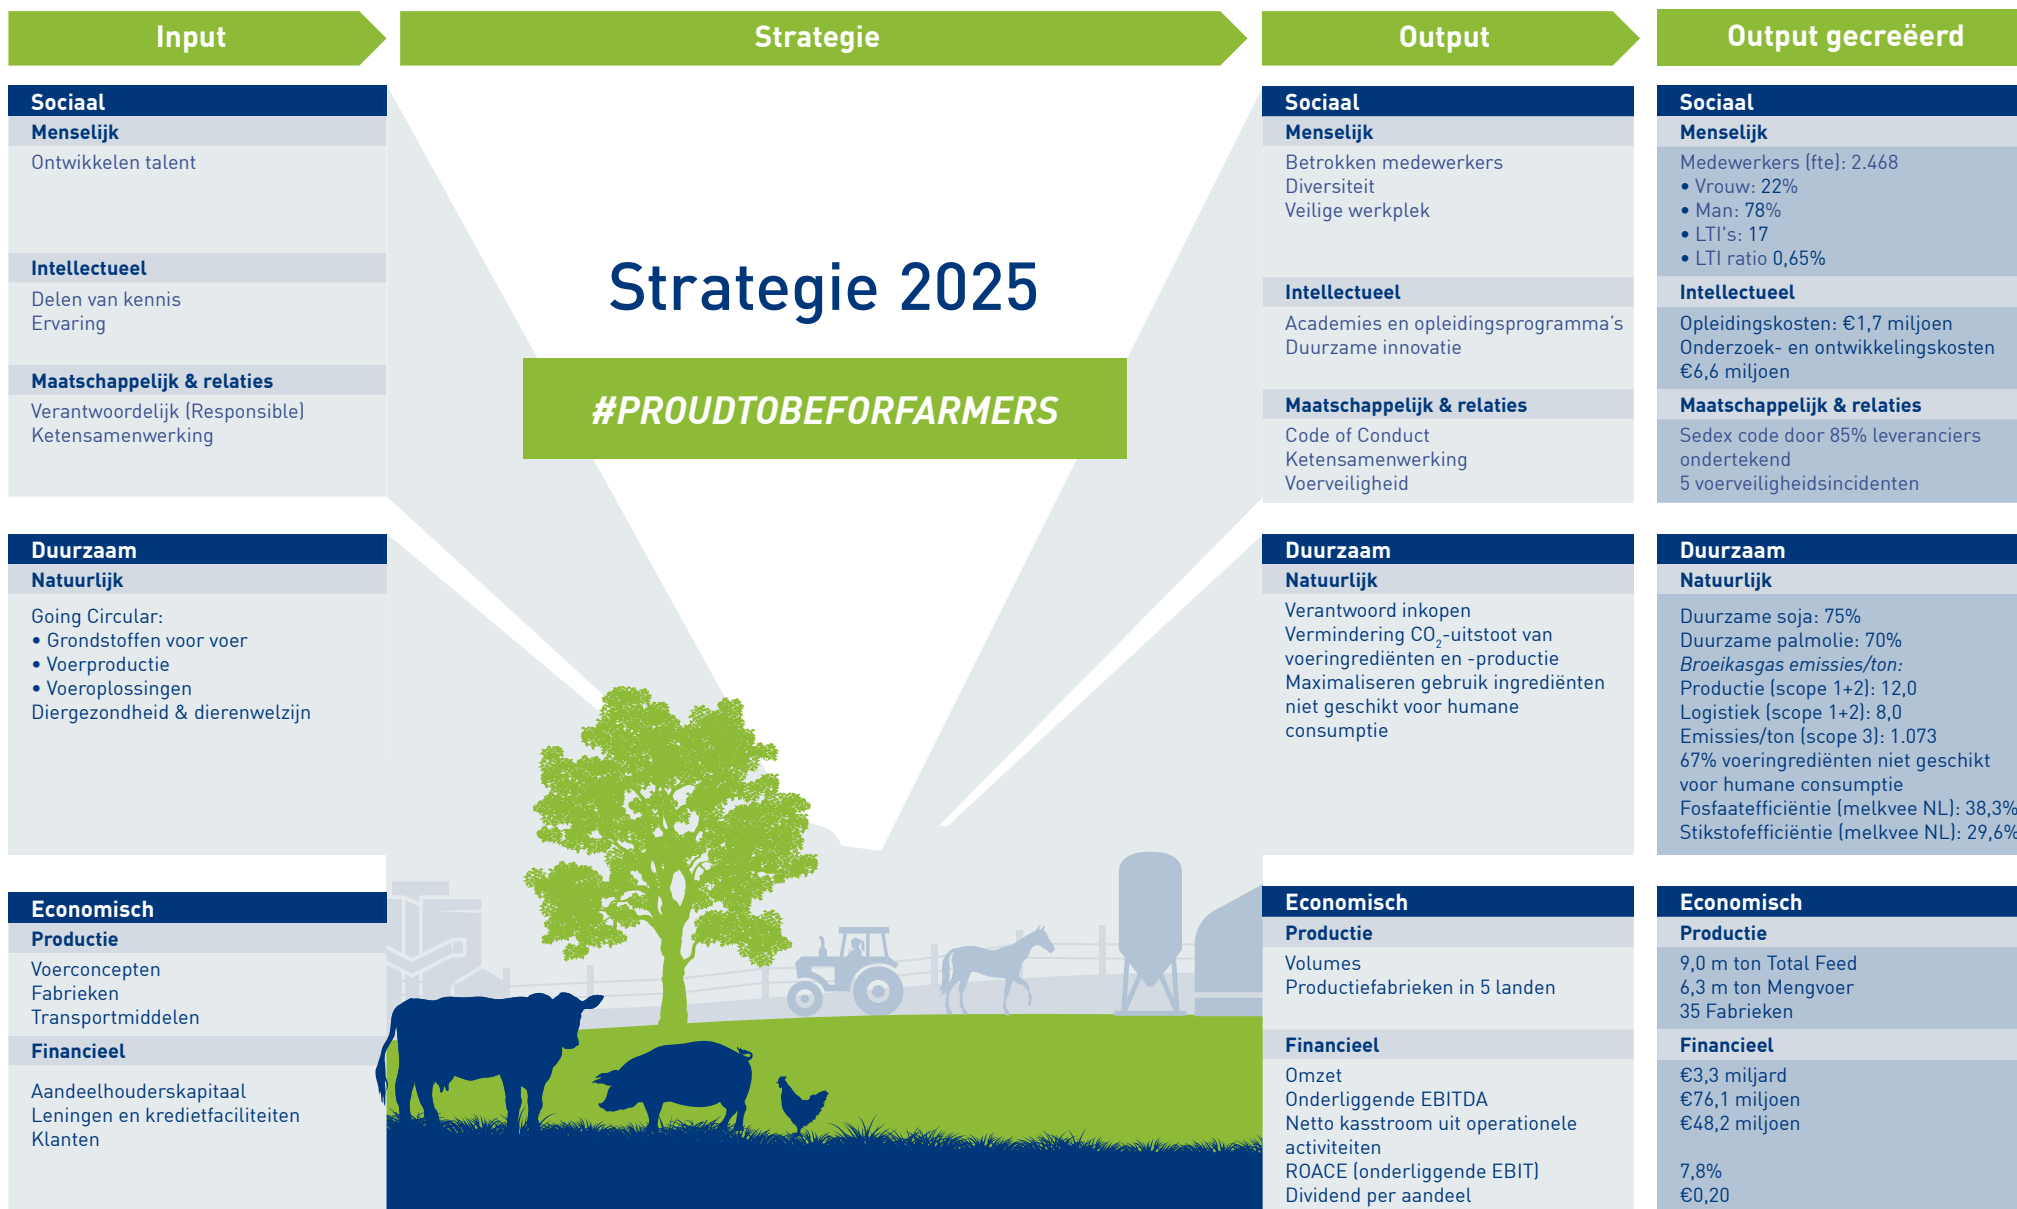 Input
Strategie
Output
Output gecreëerd
Sociaal
Menselijk
Ontwikkelen talent
Intellectueel
Delen van kennis
Ervaring
Maatschappelijk & relaties
Verantwoordelijk (Responsible)
Ketensamenwerking
Duurzaam
Natuurlijk
Going Circular:
• Grondstoffen voor voer
• Voerproductie
• Voeroplossingen
Diergezondheid & dierenwelzijn
Economisch
Productie
Voerconcepten
Fabrieken
Transportmiddelen
Financieel
Aandeelhouderskapitaal
Leningen en kredietfaciliteiten
Klanten
Strategie 2025
#PROUDTOBEFORFARMERS
Sociaal
Menselijk
Betrokken medewerkers
Diversiteit
Veilige werkplek
Intellectueel
Academies en opleidingsprogramma's
Duurzame innovatie
Maatschappelijk & relaties
Code of Conduct
Ketensamenwerking
Voerveiligheid
Duurzaam
Natuurlijk
Verantwoord inkopen
Vermindering CO₂-uitstoot van
voeringrediënten en -productie
Maximaliseren gebruik ingrediënten
niet geschikt voor humane
consumptie
Economisch
Productie
Volumes
Productiefabrieken in 5 landen
Financieel
Omzet
Onderliggende EBITDA
Netto kasstroom uit operationele
activiteiten
ROACE (onderliggende EBIT)
Dividend per aandeel
Sociaal
Menselijk
Medewerkers (fte): 2.468
• Vrouw: 22%
• Man: 78%
• LTI's: 17
• LTI ratio 0,65%
Intellectueel
Opleidingskosten: €1,7 miljoen
Onderzoek- en ontwikkelingskosten
€6,6 miljoen
Maatschappelijk & relaties
Sedex code door 85% leveranciers
ondertekend
5 voerveiligheidsincidenten
Duurzaam
Natuurlijk
Duurzame soja: 75%
Duurzame palmolie: 70%
Broeikasgas emissies/ton:
Productie (scope 1+2): 12,0
Logistiek (scope 1+2): 8,0
Emissies/ton (scope 3): 1.073
67% voeringrediënten niet geschikt
voor humane consumptie
Fosfaatefficiëntie (melkvee NL): 38,3%
Stikstofefficiëntie (melkvee NL): 29,6%
Economisch
Productie
9,0 m ton Total Feed
6,3 m ton Mengvoer
35 Fabrieken
Financieel
€3,3 miljard
€76,1 miljoen
€48,2 miljoen
7,8%
€0,20